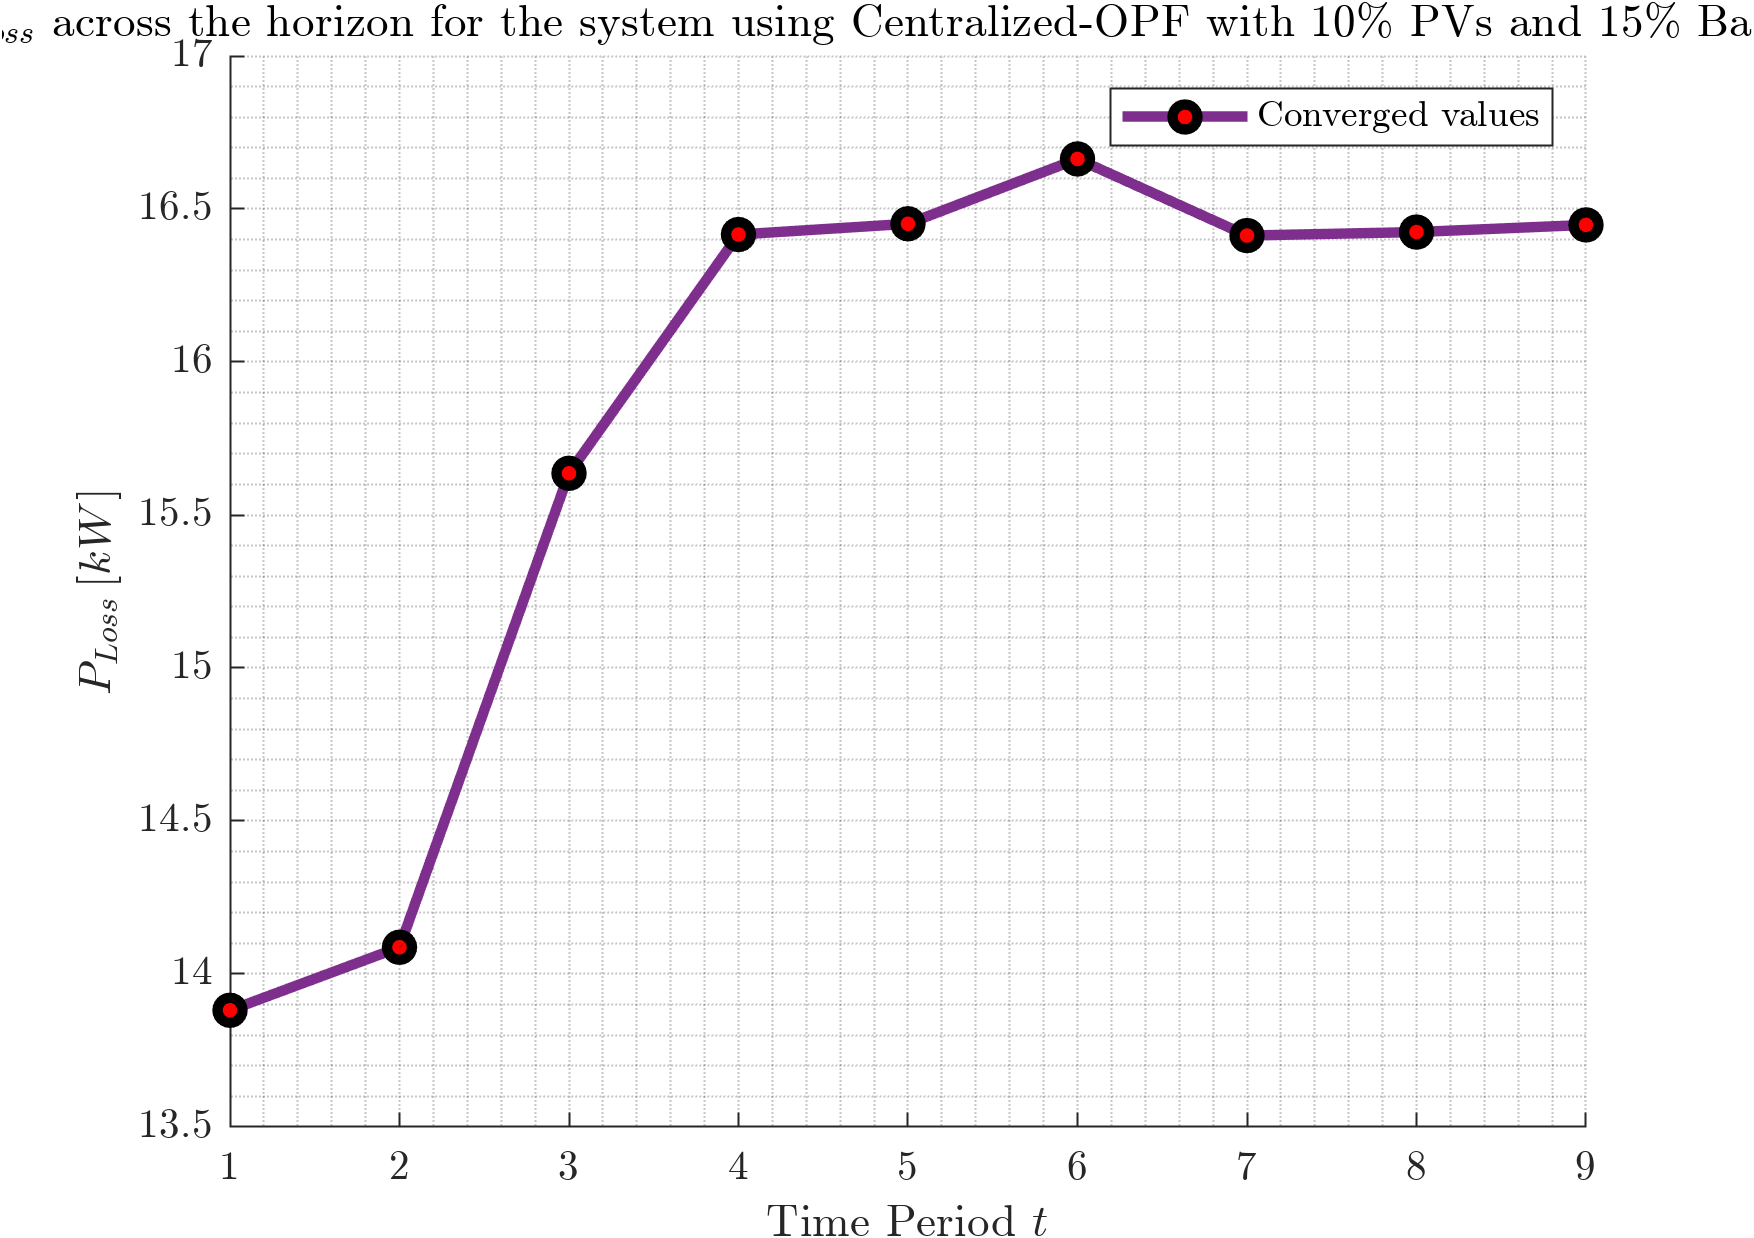 oss across the horizon for the system using Centralized-OPF with 10% PVs and 15% Ba
Converged values
17
16.5
16
15.5
15
14.5
14
13.5
P_Loss [kW]
1 2 3 4 5 6 7 8 9
Time Period t